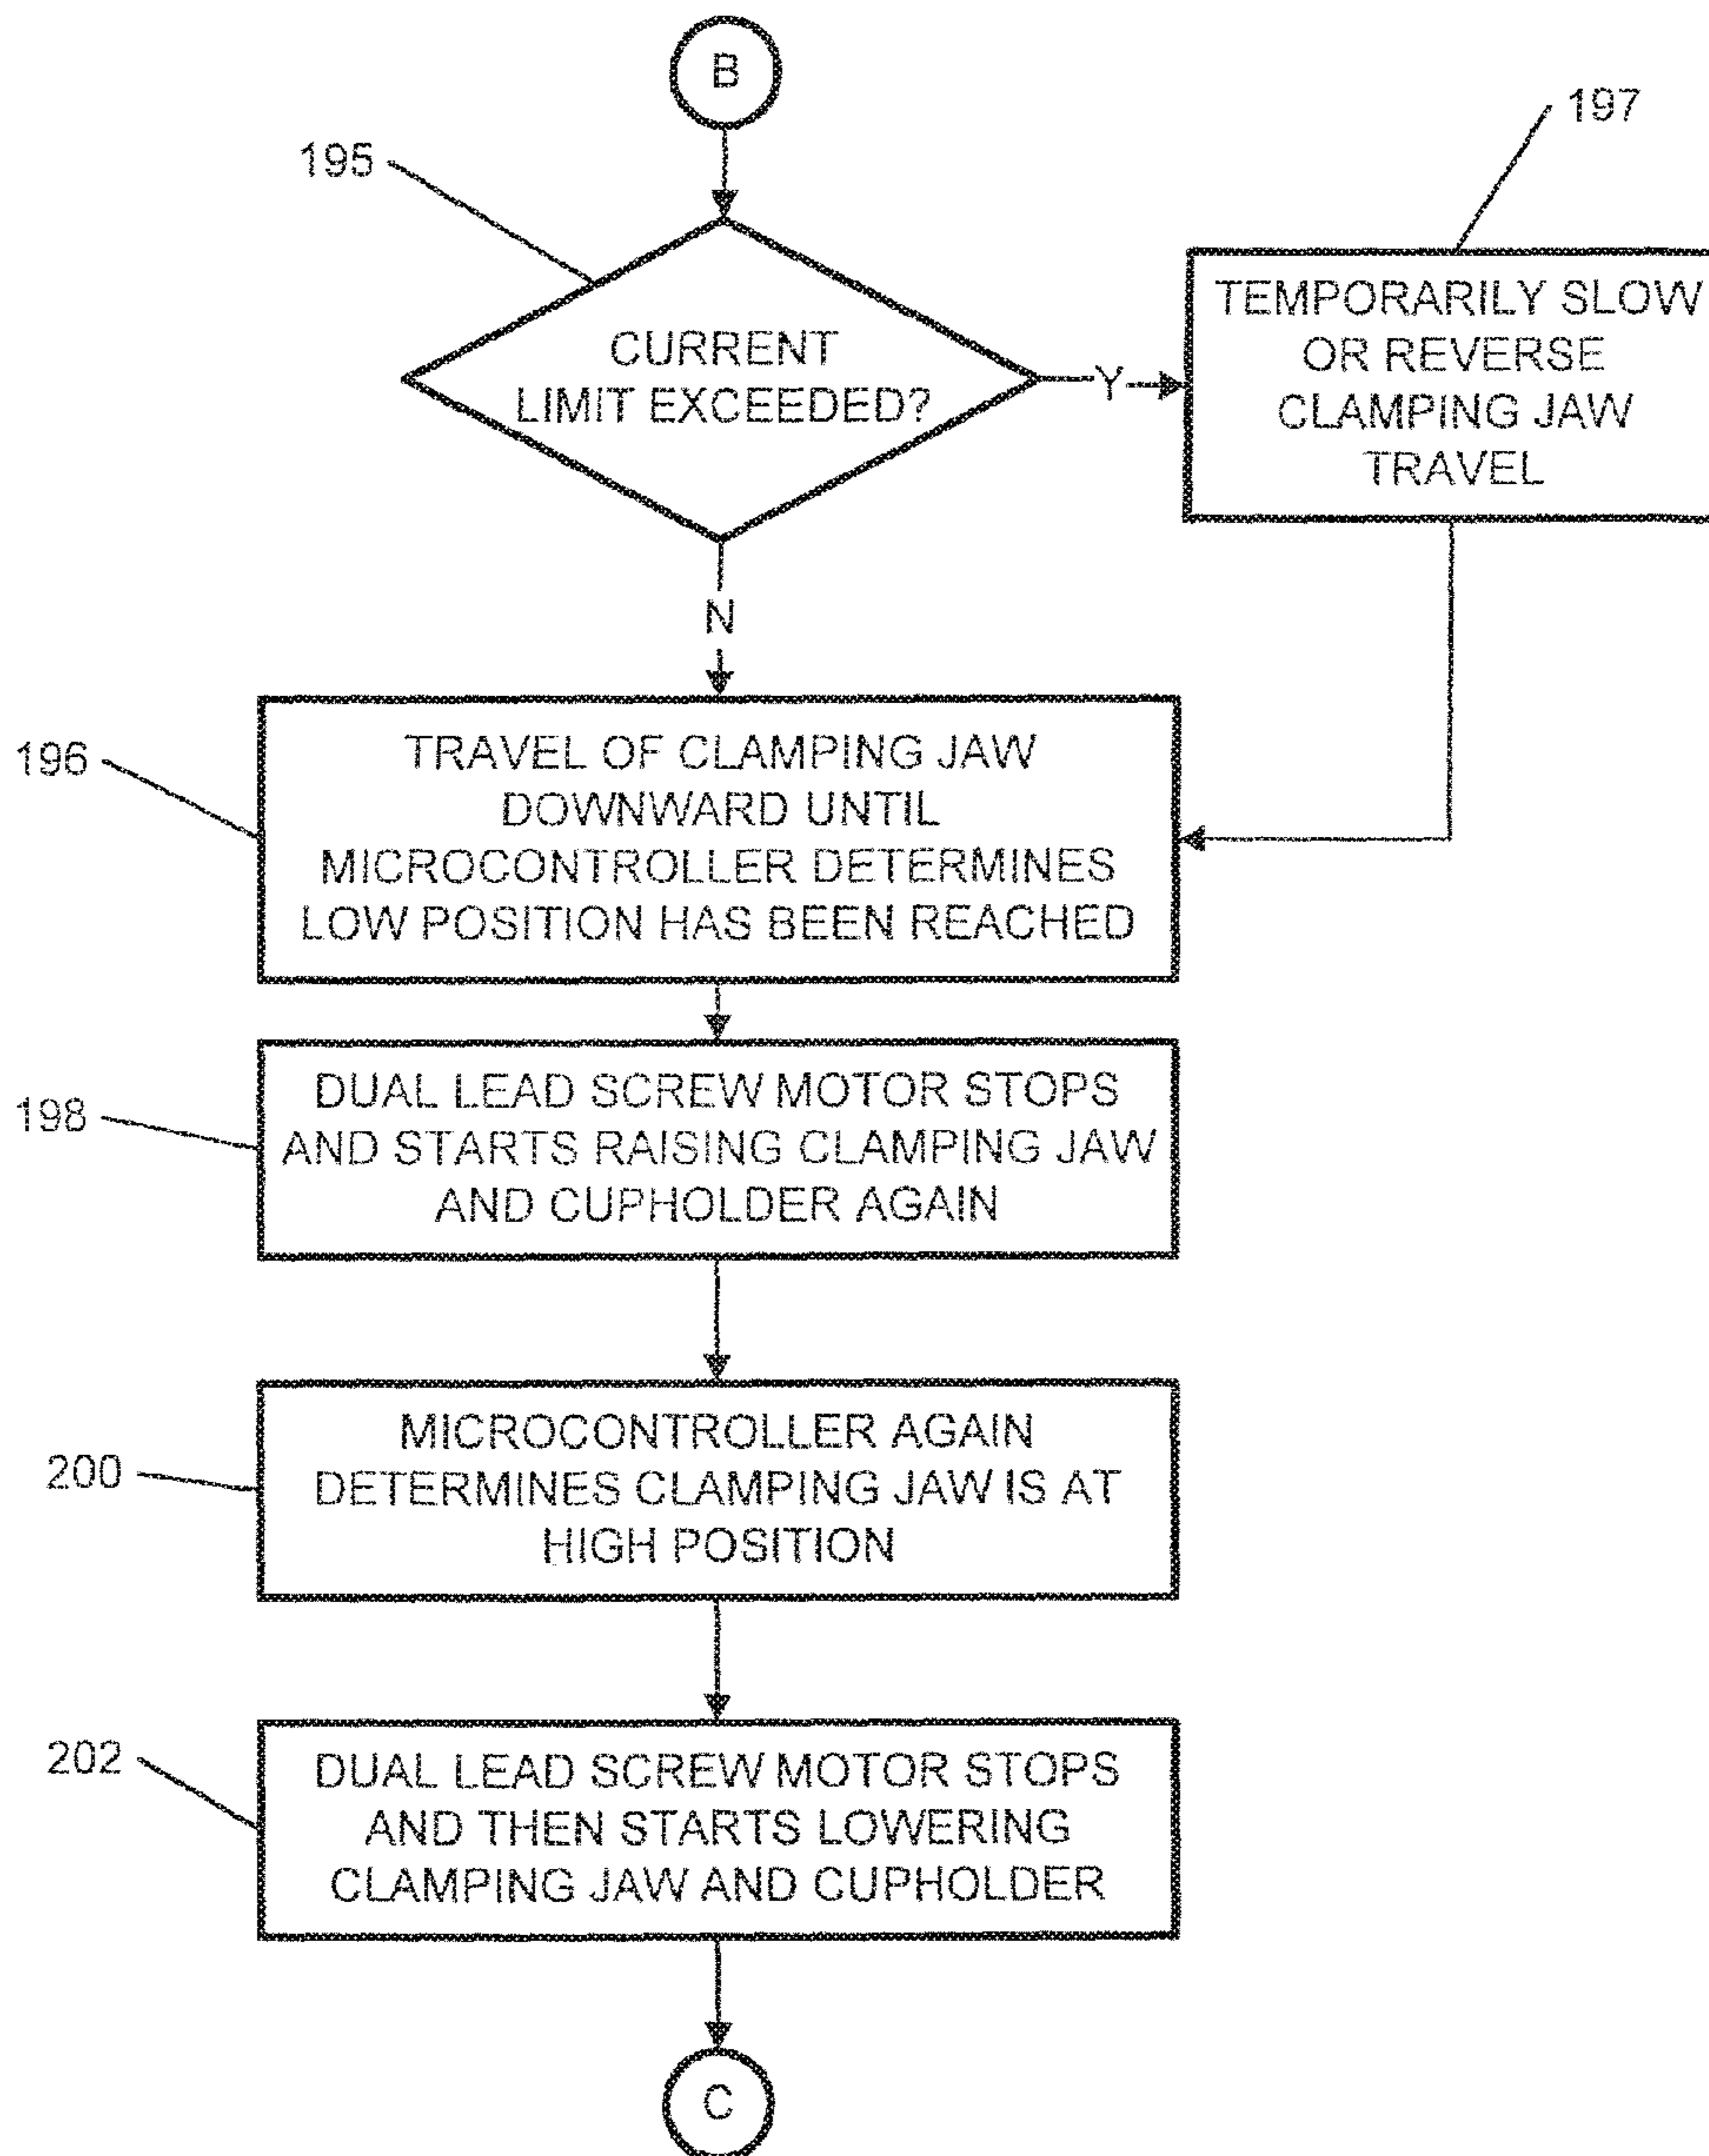 B
195
197
CURRENT
LIMIT EXCEEDED?
Y
TEMPORARILY SLOW
OR REVERSE
CLAMPING JAW
TRAVEL
N
196
TRAVEL OF CLAMPING JAW
DOWNWARD UNTIL
MICROCONTROLLER DETERMINES
LOW POSITION HAS BEEN REACHED
198
DUAL LEAD SCREW MOTOR STOPS
AND STARTS RAISING CLAMPING JAW
AND CUPHOLDER AGAIN
200
MICROCONTROLLER AGAIN
DETERMINES CLAMPING JAW IS AT
HIGH POSITION
202
DUAL LEAD SCREW MOTOR STOPS
AND THEN STARTS LOWERING
CLAMPING JAW AND CUPHOLDER
C